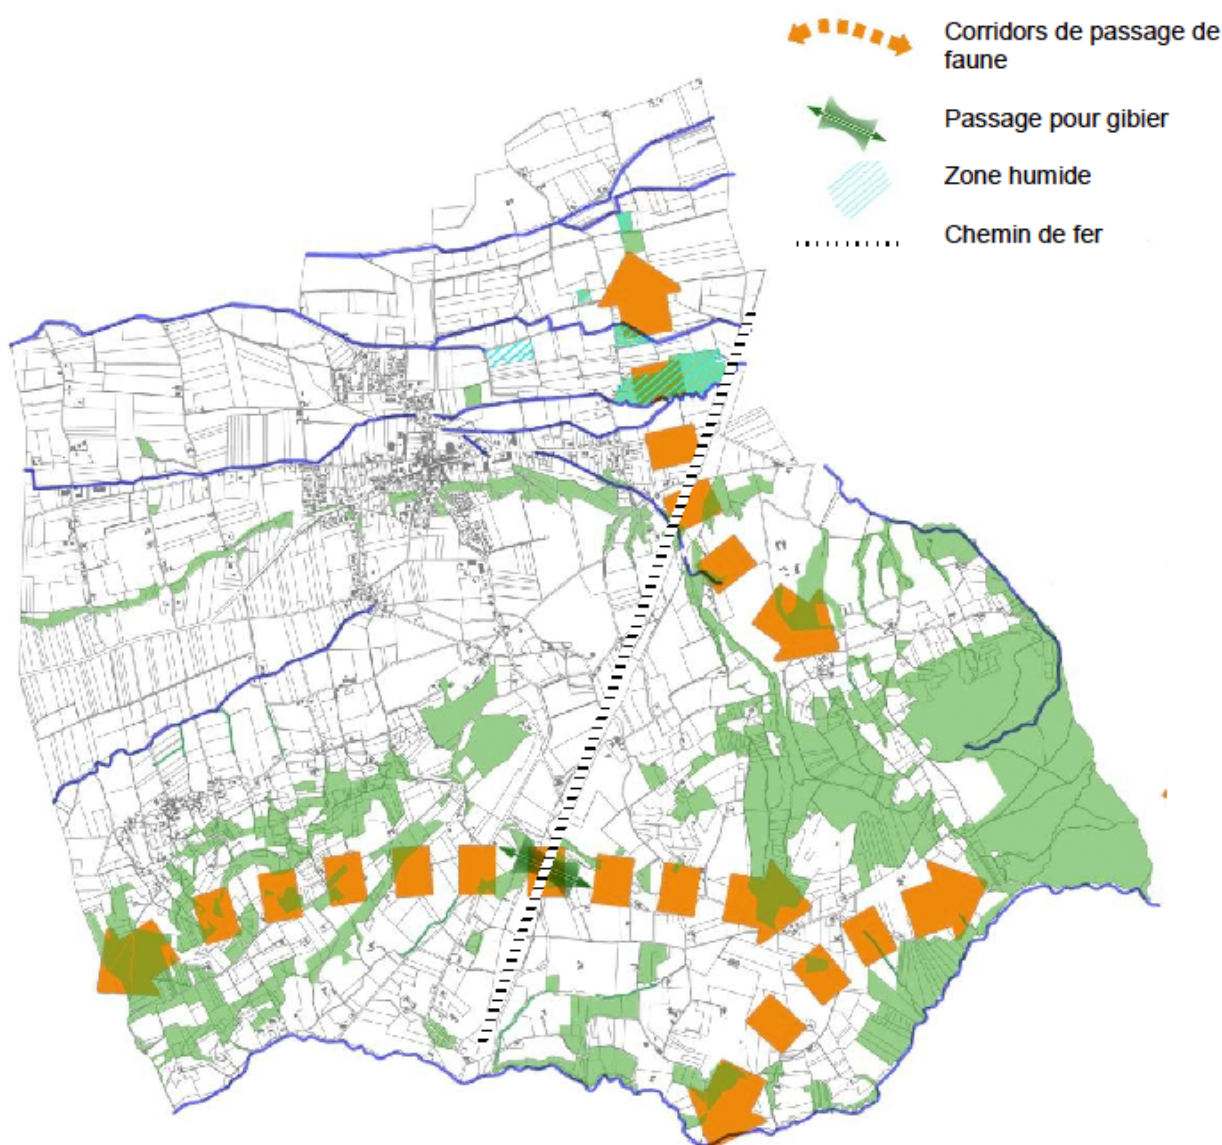 Corridors de passage de
faune
Passage pour gibier
Zone humide
Chemin de fer